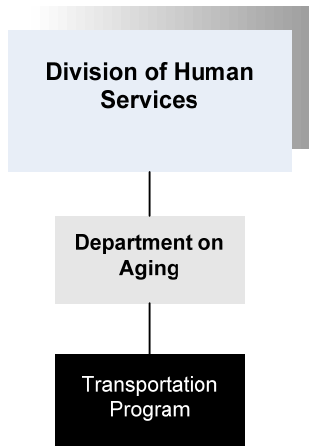 Division of Human
Services
Department on
Aging
Transportation
Program